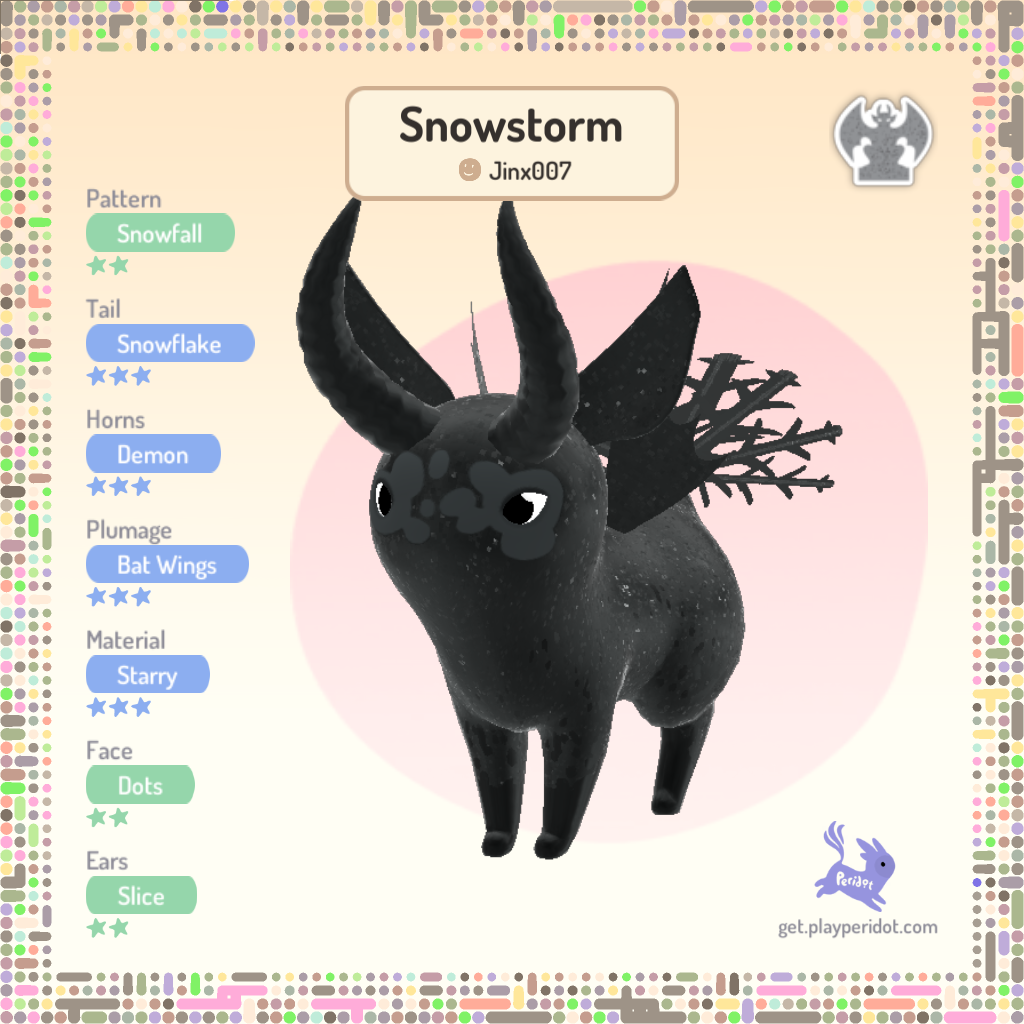 Snowstorm
Jinx007
Pattern
Snowfall
Tail
Snowflake
Horns
Demon
Plumage
Bat Wings
Material
Starry
Face
Dots
Ears
Slice
Peridot
get.playperidot.com